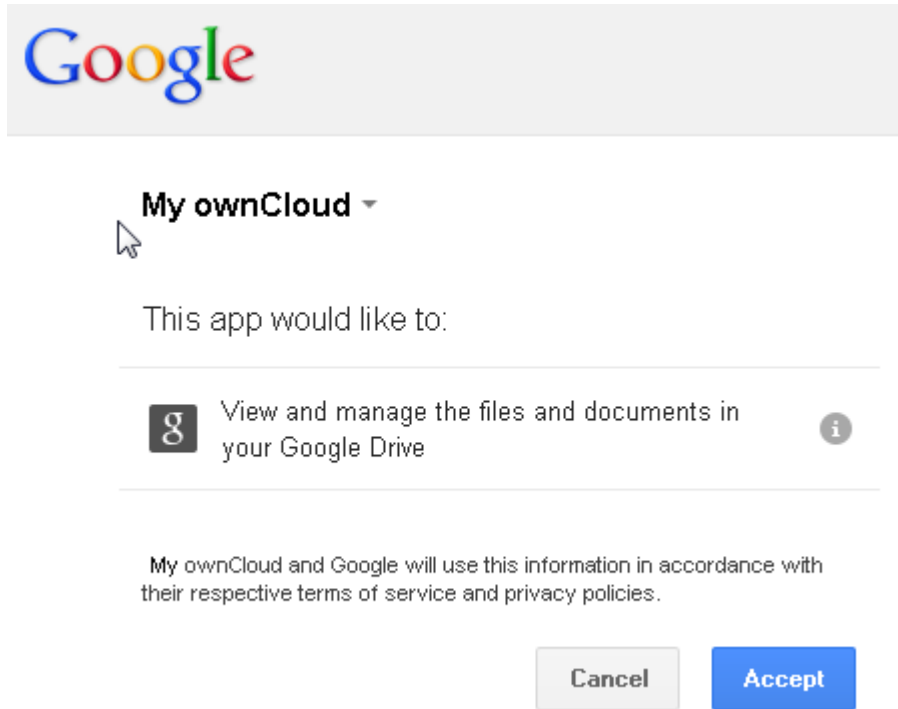 Google
My ownCloud
This app would like to:
g
View and manage the files and documents in
your Google Drive
i
My ownCloud and Google will use this information in accordance with
their respective terms of service and privacy policies.
Cancel
Accept